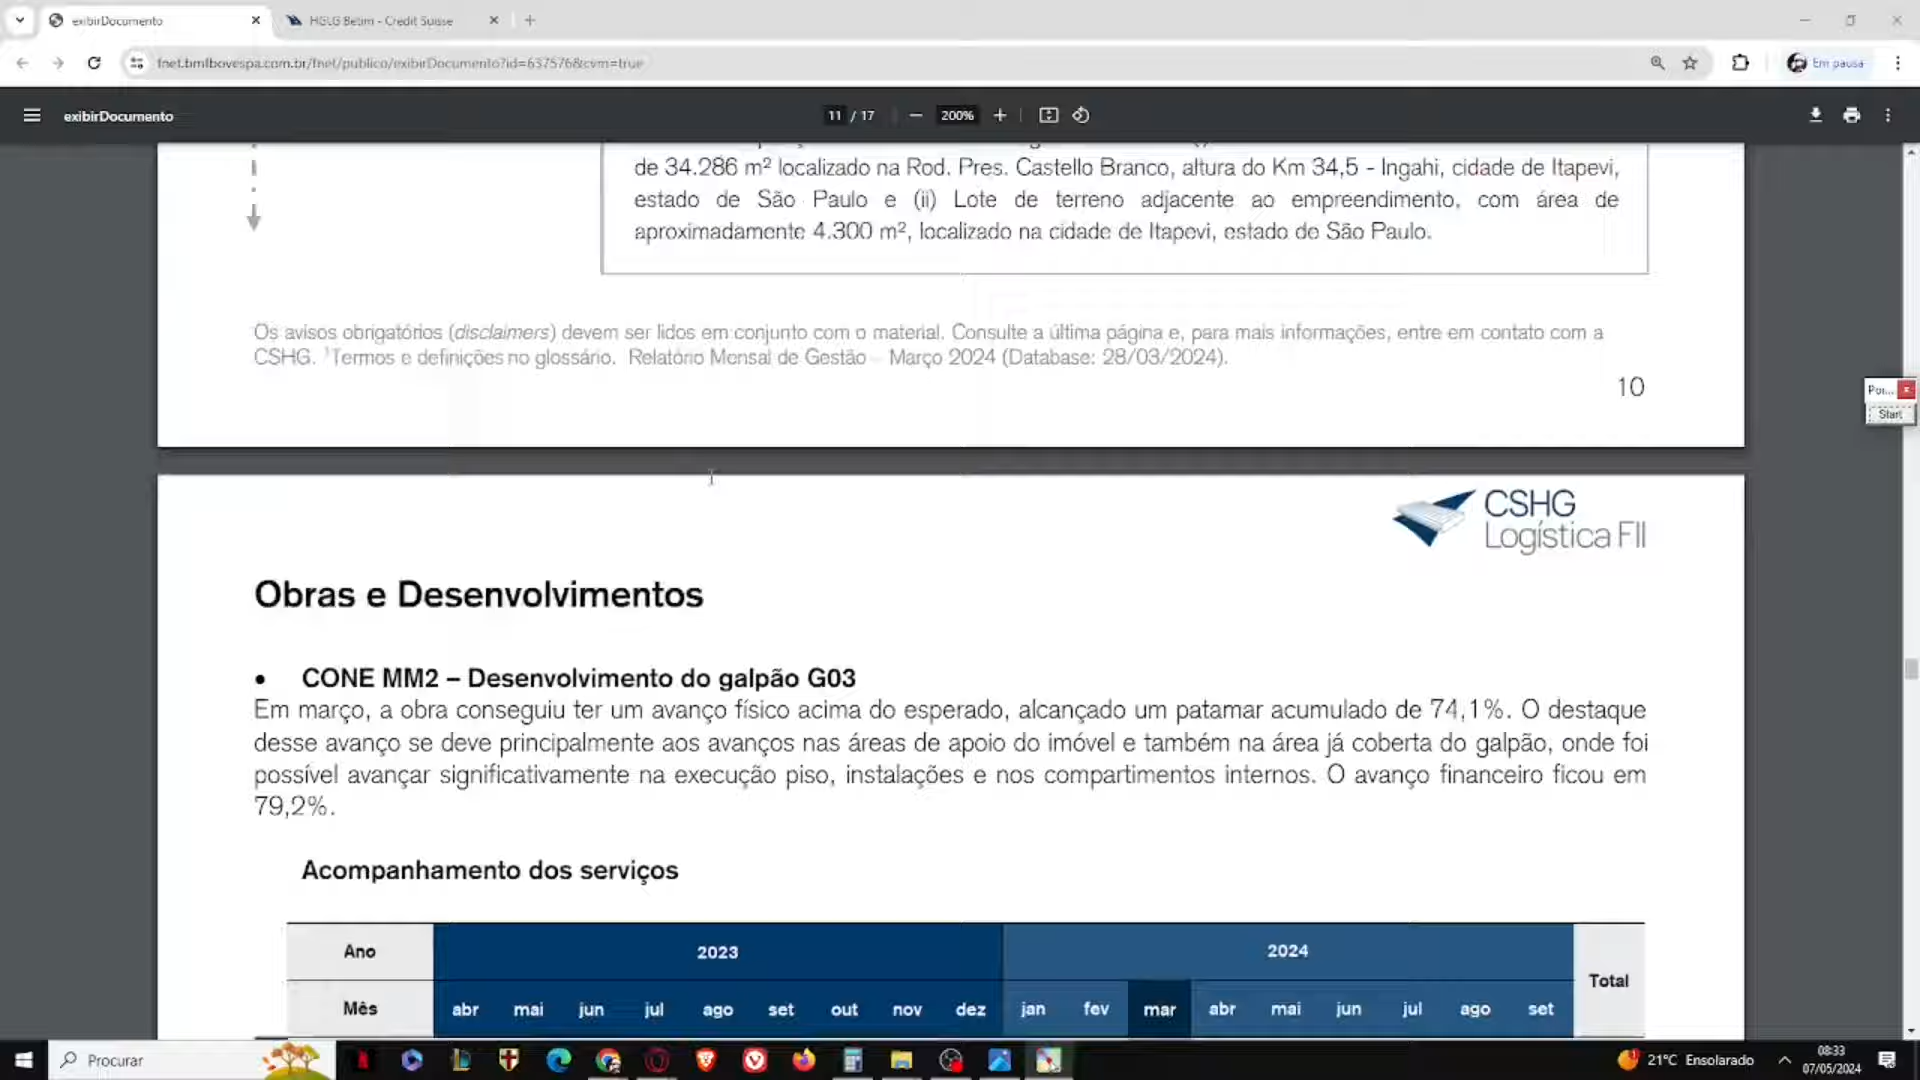 exibirDocumento
HGLG Betim - Credit Suisse
fnet.bmfbovespa.com.br/fnet/publico/exibirDocumento?id=637576&cvm=true
Em pausa
exibirDocumento
11 / 17
200%
de 34.286 m² localizado na Rod. Pres. Castello Branco, altura do Km 34,5 - Ingahi, cidade de Itapevi,
estado de São Paulo e (ii) Lote de terreno adjacente ao empreendimento, com área de
aproximadamente 4.300 m², localizado na cidade de Itapevi, estado de São Paulo.
Os avisos obrigatórios (disclaimers) devem ser lidos em conjunto com o material. Consulte a última página e, para mais informações, entre em contato com a
CSHG. ¹Termos e definições no glossário. Relatório Mensal de Gestão – Março 2024 (Database: 28/03/2024).
10
Poi...
Start
CSHG
Logística FII
Obras e Desenvolvimentos
• CONE MM2 – Desenvolvimento do galpão G03
Em março, a obra conseguiu ter um avanço físico acima do esperado, alcançado um patamar acumulado de 74,1%. O destaque
desse avanço se deve principalmente aos avanços nas áreas de apoio do imóvel e também na área já coberta do galpão, onde foi
possível avançar significativamente na execução piso, instalações e nos compartimentos internos. O avanço financeiro ficou em
79,2%.
Acompanhamento dos serviços
Ano 2023 2024 Total
Mês abr mai jun jul ago set out nov dez jan fev mar abr mai jun jul ago set
Procurar
21°C Ensolarado
08:33
07/05/2024